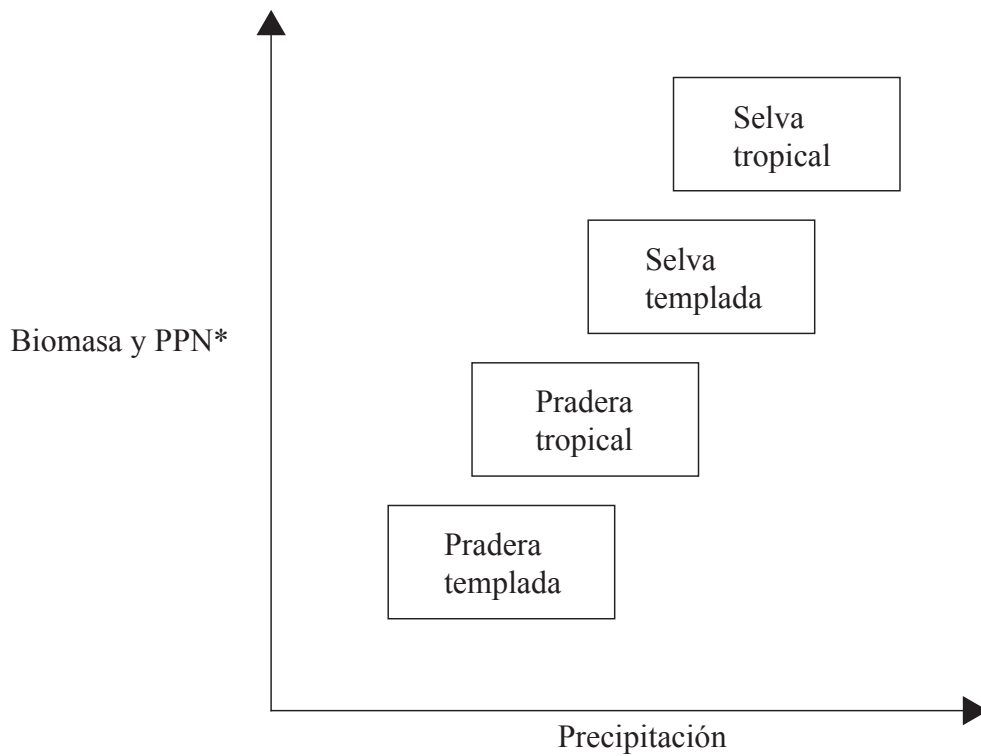 Selva
tropical
Selva
templada
Biomasa y PPN*
Pradera
tropical
Pradera
templada
Precipitación